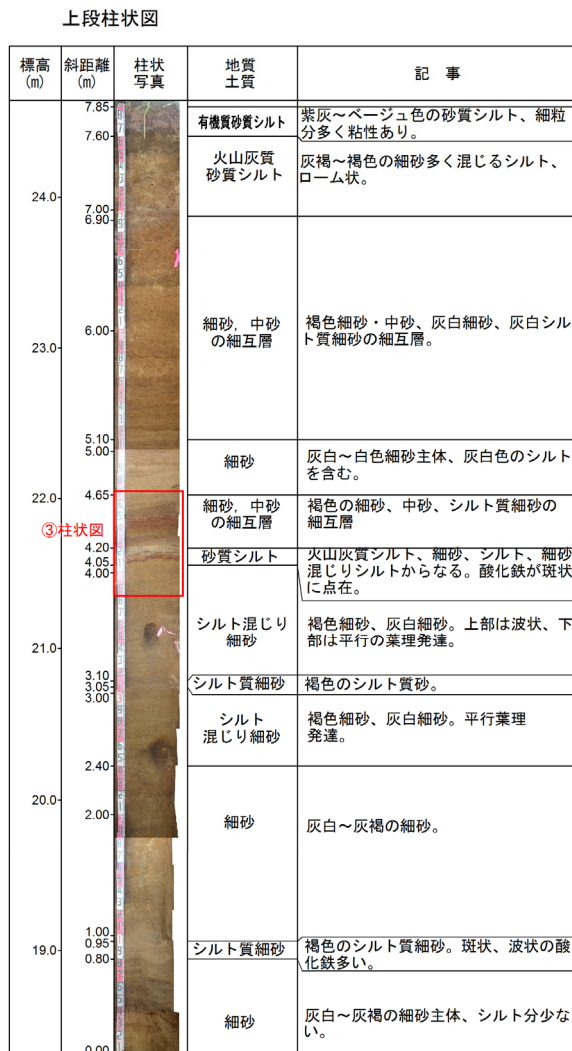 上段柱状図
標高
(m)
斜距離
(m)
柱状
写真
地質
土質
記 事
7.85
有機質砂質シルト
紫灰～ベージュ色の砂質シルト、細粒
分多く粘性あり。
7.60
火山灰質
砂質シルト
灰褐～褐色の細砂多く混じるシルト、
ローム状。
24.0
7.00
6.90
細砂，中砂
の細互層
褐色細砂・中砂、灰白細砂、灰白シル
ト質細砂の細互層。
6.00
23.0
5.10
5.00
細砂
灰白～白色細砂主体、灰白色のシルト
を含む。
22.0
4.65
細砂，中砂
の細互層
褐色の細砂、中砂、シルト質細砂の
細互層
③柱状図
4.20
4.05
4.00
砂質シルト
火山灰質シルト、細砂、シルト、細砂
混じりシルトからなる。酸化鉄が斑状
に点在。
シルト混じり
細砂
褐色細砂、灰白細砂。上部は波状、下
部は平行の葉理発達。
21.0
3.10
3.05
3.00
シルト質細砂
褐色のシルト質砂。
シルト
混じり細砂
褐色細砂、灰白細砂。平行葉理
発達。
2.40
20.0
2.00
細砂
灰白～灰褐の細砂。
1.00
0.95
0.80
19.0
シルト質細砂
褐色のシルト質細砂。斑状、波状の酸
化鉄多い。
細砂
灰白～灰褐の細砂主体、シルト分少な
い。
0.00